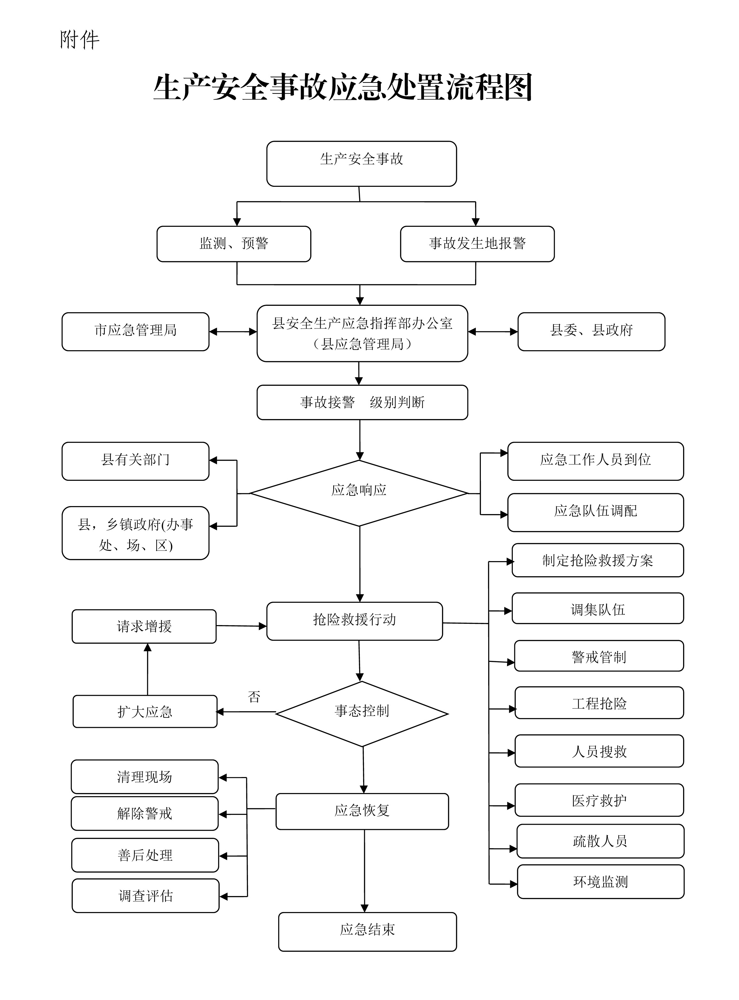 附件
生产安全事故应急处置流程图
生产安全事故
监测、预警
事故发生地报警
市应急管理局
县安全生产应急指挥部办公室
（县应急管理局）
县委、县政府
事故接警　级别判断
县有关部门
应急工作人员到位
应急响应
应急队伍调配
县，乡镇政府(办事
处、场、区)
制定抢险救援方案
调集队伍
请求增援
抢险救援行动
警戒管制
否
扩大应急
事态控制
工程抢险
人员搜救
清理现场
医疗救护
解除警戒
应急恢复
疏散人员
善后处理
环境监测
调查评估
应急结束